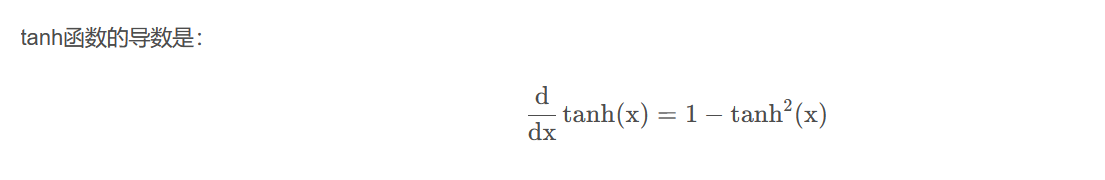 tanh函数的导数是：
d/dx tanh(x) = 1 − tanh²(x)